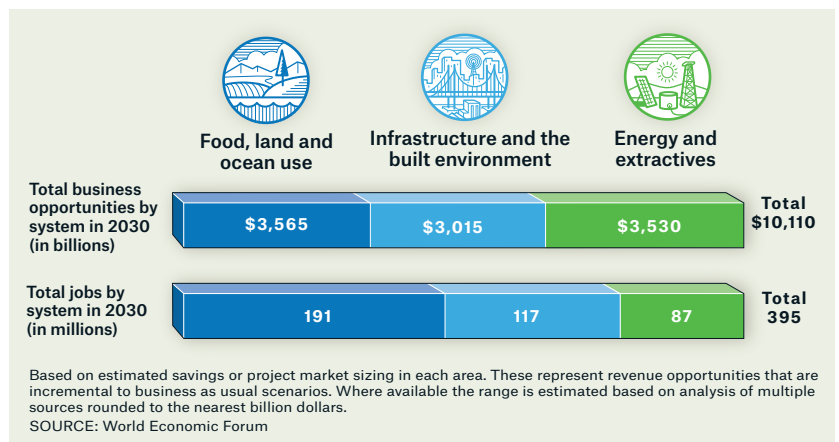 Food, land and
ocean use
Infrastructure and the
built environment
Energy and
extractives
Total business
opportunities by
system in 2030
(in billions)
$3,565
$3,015
$3,530
Total
$10,110
Total jobs by
system in 2030
(in millions)
191
117
87
Total
395
Based on estimated savings or project market sizing in each area. These represent revenue opportunities that are
incremental to business as usual scenarios. Where available the range is estimated based on analysis of multiple
sources rounded to the nearest billion dollars.
SOURCE: World Economic Forum